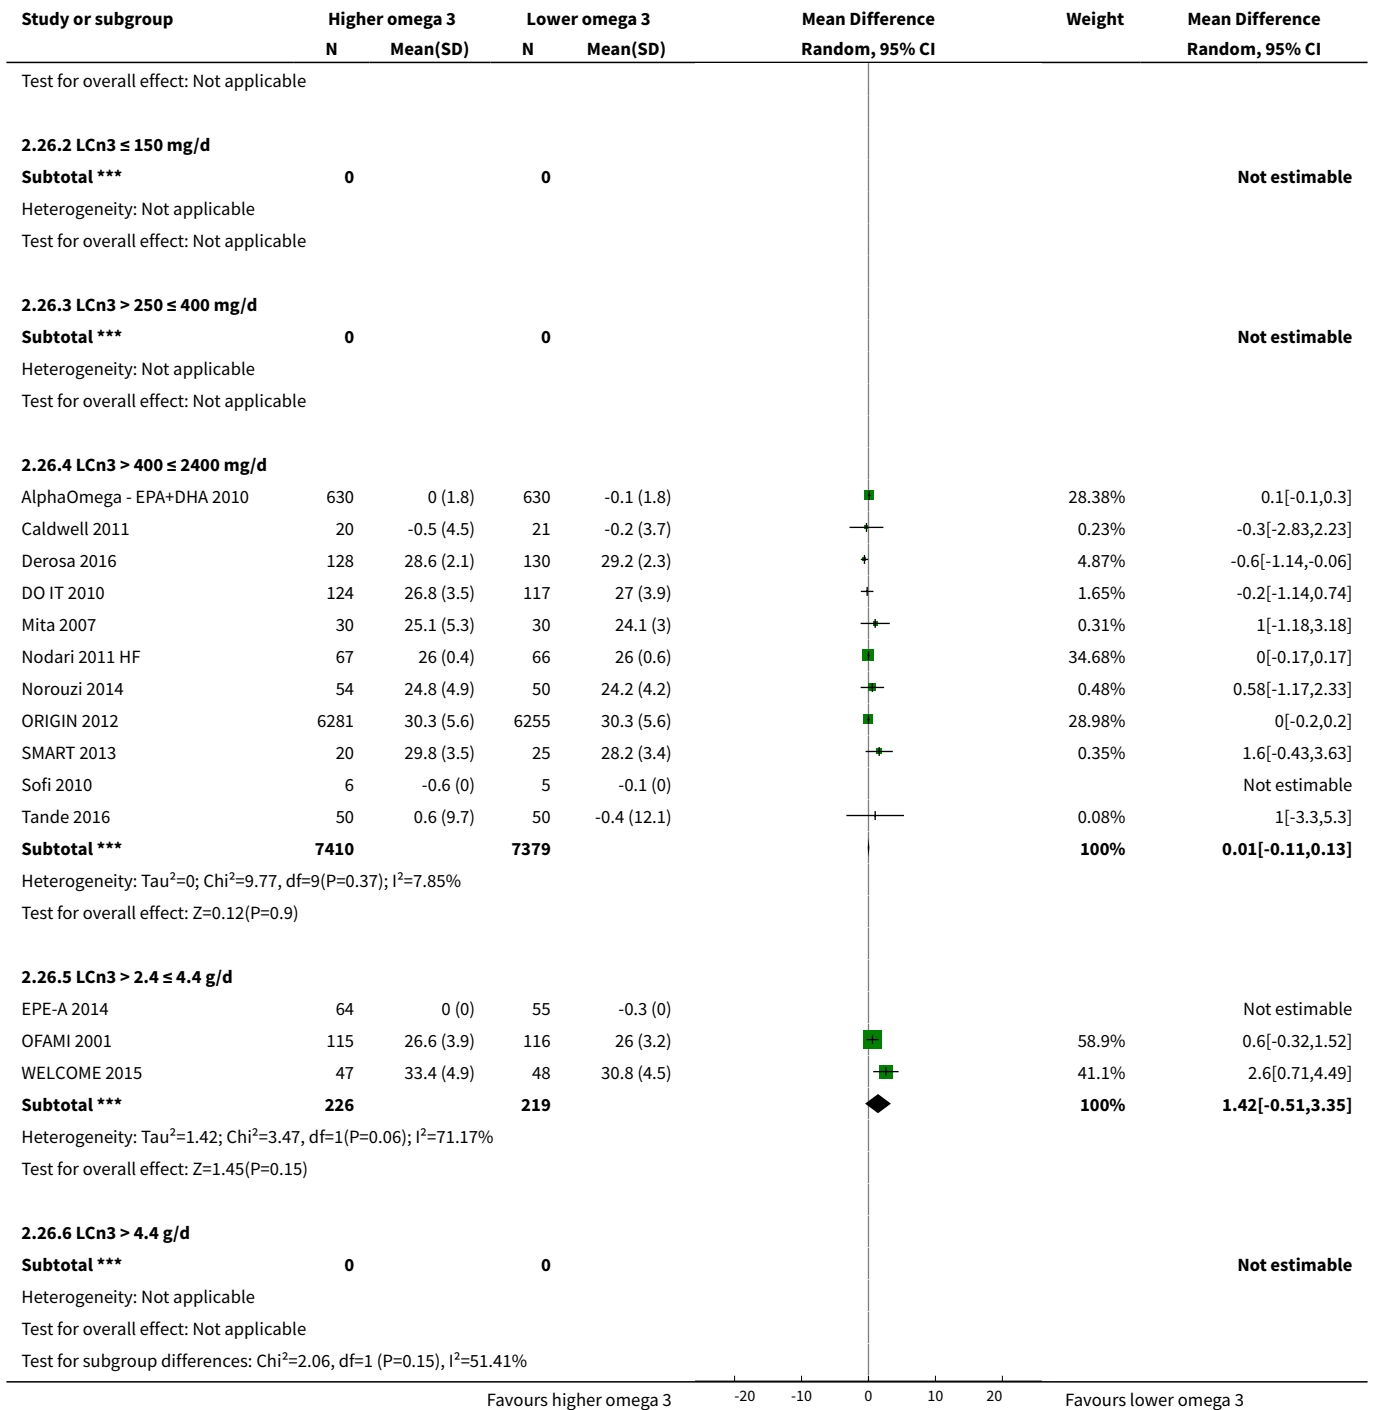 Study or subgroup Higher omega 3 Lower omega 3 Mean Difference Weight Mean Difference
N Mean(SD) N Mean(SD) Random, 95% CI Random, 95% CI
Test for overall effect: Not applicable
2.26.2 LCn3 ≤ 150 mg/d
Subtotal *** 0 0 Not estimable
Heterogeneity: Not applicable
Test for overall effect: Not applicable
2.26.3 LCn3 > 250 ≤ 400 mg/d
Subtotal *** 0 0 Not estimable
Heterogeneity: Not applicable
Test for overall effect: Not applicable
2.26.4 LCn3 > 400 ≤ 2400 mg/d
AlphaOmega - EPA+DHA 2010 630 0 (1.8) 630 -0.1 (1.8) 28.38% 0.1[-0.1,0.3]
Caldwell 2011 20 -0.5 (4.5) 21 -0.2 (3.7) 0.23% -0.3[-2.83,2.23]
Derosa 2016 128 28.6 (2.1) 130 29.2 (2.3) 4.87% -0.6[-1.14,-0.06]
DO IT 2010 124 26.8 (3.5) 117 27 (3.9) 1.65% -0.2[-1.14,0.74]
Mita 2007 30 25.1 (5.3) 30 24.1 (3) 0.31% 1[-1.18,3.18]
Nodari 2011 HF 67 26 (0.4) 66 26 (0.6) 34.68% 0[-0.17,0.17]
Norouzi 2014 54 24.8 (4.9) 50 24.2 (4.2) 0.48% 0.58[-1.17,2.33]
ORIGIN 2012 6281 30.3 (5.6) 6255 30.3 (5.6) 28.98% 0[-0.2,0.2]
SMART 2013 20 29.8 (3.5) 25 28.2 (3.4) 0.35% 1.6[-0.43,3.63]
Sofi 2010 6 -0.6 (0) 5 -0.1 (0) Not estimable
Tande 2016 50 0.6 (9.7) 50 -0.4 (12.1) 0.08% 1[-3.3,5.3]
Subtotal *** 7410 7379 100% 0.01[-0.11,0.13]
Heterogeneity: Tau²=0; Chi²=9.77, df=9(P=0.37); I²=7.85%
Test for overall effect: Z=0.12(P=0.9)
2.26.5 LCn3 > 2.4 ≤ 4.4 g/d
EPE-A 2014 64 0 (0) 55 -0.3 (0) Not estimable
OFAMI 2001 115 26.6 (3.9) 116 26 (3.2) 58.9% 0.6[-0.32,1.52]
WELCOME 2015 47 33.4 (4.9) 48 30.8 (4.5) 41.1% 2.6[0.71,4.49]
Subtotal *** 226 219 100% 1.42[-0.51,3.35]
Heterogeneity: Tau²=1.42; Chi²=3.47, df=1(P=0.06); I²=71.17%
Test for overall effect: Z=1.45(P=0.15)
2.26.6 LCn3 > 4.4 g/d
Subtotal *** 0 0 Not estimable
Heterogeneity: Not applicable
Test for overall effect: Not applicable
Test for subgroup differences: Chi²=2.06, df=1 (P=0.15), I²=51.41%
Favours higher omega 3 -20 -10 0 10 20 Favours lower omega 3